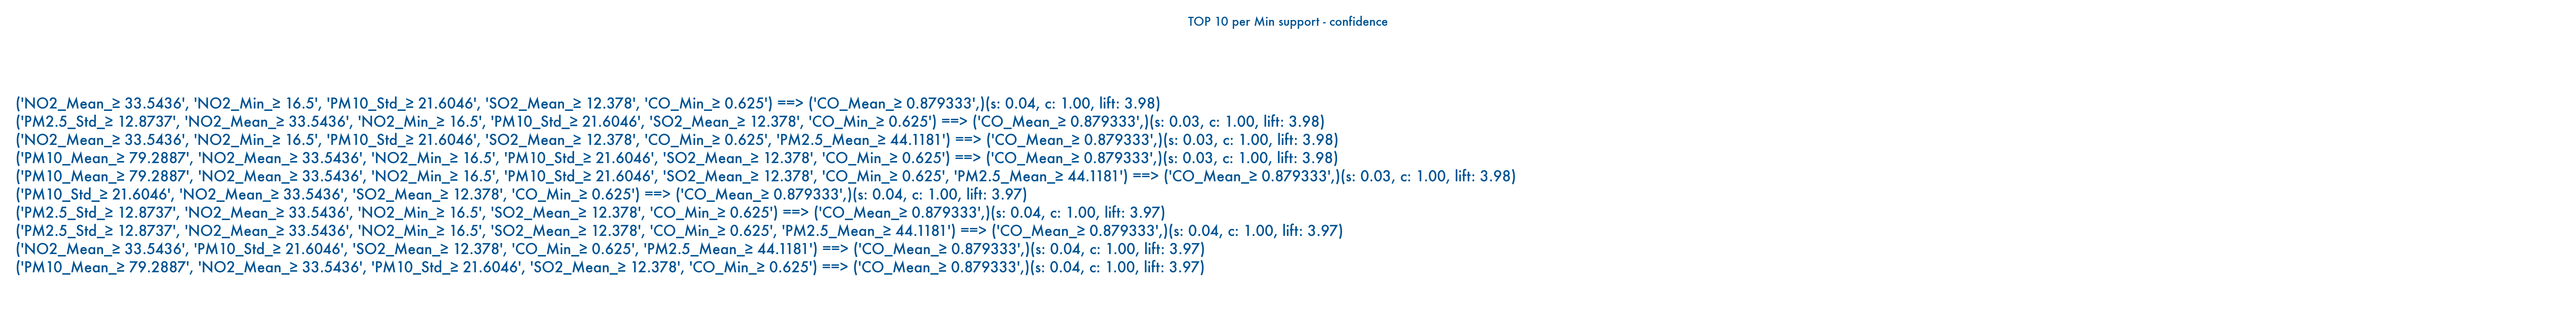 TOP 10 per Min support - confidence
('NO2_Mean_≥ 33.5436', 'NO2_Min_≥ 16.5', 'PM10_Std_≥ 21.6046', 'SO2_Mean_≥ 12.378', 'CO_Min_≥ 0.625') ==> ('CO_Mean_≥ 0.879333',)(s: 0.04, c: 1.00, lift: 3.98)
('PM2.5_Std_≥ 12.8737', 'NO2_Mean_≥ 33.5436', 'NO2_Min_≥ 16.5', 'PM10_Std_≥ 21.6046', 'SO2_Mean_≥ 12.378', 'CO_Min_≥ 0.625') ==> ('CO_Mean_≥ 0.879333',)(s: 0.03, c: 1.00, lift: 3.98)
('NO2_Mean_≥ 33.5436', 'NO2_Min_≥ 16.5', 'PM10_Std_≥ 21.6046', 'SO2_Mean_≥ 12.378', 'CO_Min_≥ 0.625', 'PM2.5_Mean_≥ 44.1181') ==> ('CO_Mean_≥ 0.879333',)(s: 0.03, c: 1.00, lift: 3.98)
('PM10_Mean_≥ 79.2887', 'NO2_Mean_≥ 33.5436', 'NO2_Min_≥ 16.5', 'PM10_Std_≥ 21.6046', 'SO2_Mean_≥ 12.378', 'CO_Min_≥ 0.625') ==> ('CO_Mean_≥ 0.879333',)(s: 0.03, c: 1.00, lift: 3.98)
('PM10_Mean_≥ 79.2887', 'NO2_Mean_≥ 33.5436', 'NO2_Min_≥ 16.5', 'PM10_Std_≥ 21.6046', 'SO2_Mean_≥ 12.378', 'CO_Min_≥ 0.625', 'PM2.5_Mean_≥ 44.1181') ==> ('CO_Mean_≥ 0.879333',)(s: 0.03, c: 1.00, lift: 3.98)
('PM10_Std_≥ 21.6046', 'NO2_Mean_≥ 33.5436', 'SO2_Mean_≥ 12.378', 'CO_Min_≥ 0.625') ==> ('CO_Mean_≥ 0.879333',)(s: 0.04, c: 1.00, lift: 3.97)
('PM2.5_Std_≥ 12.8737', 'NO2_Mean_≥ 33.5436', 'NO2_Min_≥ 16.5', 'SO2_Mean_≥ 12.378', 'CO_Min_≥ 0.625') ==> ('CO_Mean_≥ 0.879333',)(s: 0.04, c: 1.00, lift: 3.97)
('PM2.5_Std_≥ 12.8737', 'NO2_Mean_≥ 33.5436', 'NO2_Min_≥ 16.5', 'SO2_Mean_≥ 12.378', 'CO_Min_≥ 0.625', 'PM2.5_Mean_≥ 44.1181') ==> ('CO_Mean_≥ 0.879333',)(s: 0.04, c: 1.00, lift: 3.97)
('NO2_Mean_≥ 33.5436', 'PM10_Std_≥ 21.6046', 'SO2_Mean_≥ 12.378', 'CO_Min_≥ 0.625', 'PM2.5_Mean_≥ 44.1181') ==> ('CO_Mean_≥ 0.879333',)(s: 0.04, c: 1.00, lift: 3.97)
('PM10_Mean_≥ 79.2887', 'NO2_Mean_≥ 33.5436', 'PM10_Std_≥ 21.6046', 'SO2_Mean_≥ 12.378', 'CO_Min_≥ 0.625') ==> ('CO_Mean_≥ 0.879333',)(s: 0.04, c: 1.00, lift: 3.97)